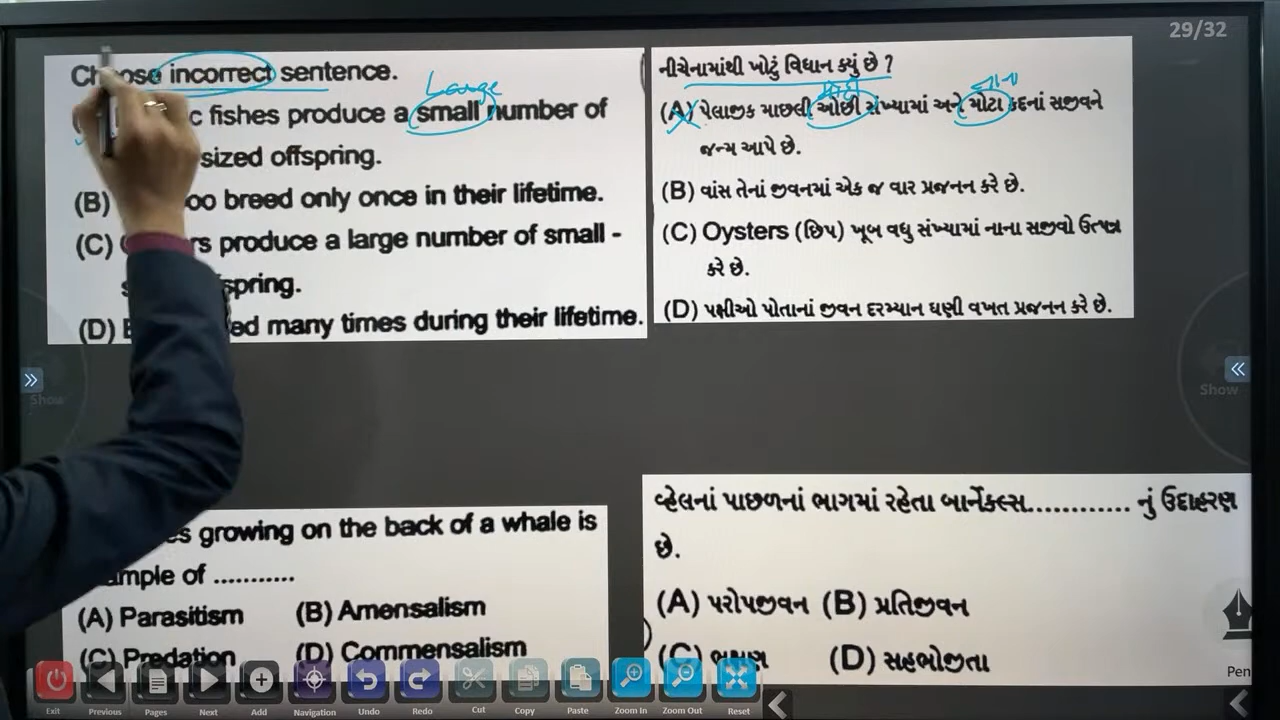 29/32
Choose incorrect sentence.
Large
c fishes produce a small number of
sized offspring.
(B) oo breed only once in their lifetime.
(C) rs produce a large number of small -
spring.
(D) ed many times during their lifetime.
નીચેનામાંથી ખોટું વિધાન ક્યું છે ?
નાના
(A) પેલાજીક માછલી ઓછી સંખ્યામાં અને મોટા કદનાં સજીવને
જન્મ આપે છે.
(B) વાંસ તેનાં જીવનમાં એક જ વાર પ્રજનન કરે છે.
(C) Oysters (છિપ) ખૂબ વધુ સંખ્યામાં નાના સજીવો ઉત્પન્ન
કરે છે.
(D) પક્ષીઓ પોતાનાં જીવન દરમ્યાન ઘણી વખત પ્રજનન કરે છે.
Show
Show
es growing on the back of a whale is
ample of ...........
(A) Parasitism (B) Amensalism
(C) Predation (D) Commensalism
વ્હેલનાં પાછળનાં ભાગમાં રહેતા બાર્નેકલ્સ............ નું ઉદાહરણ
છે.
(A) પરોપજીવન (B) પ્રતિજીવન
(C) ભક્ષણ (D) સહભોજીતા
Pen
Exit Previous Pages Next Add Navigation Undo Redo Cut Copy Paste Zoom In Zoom Out Reset